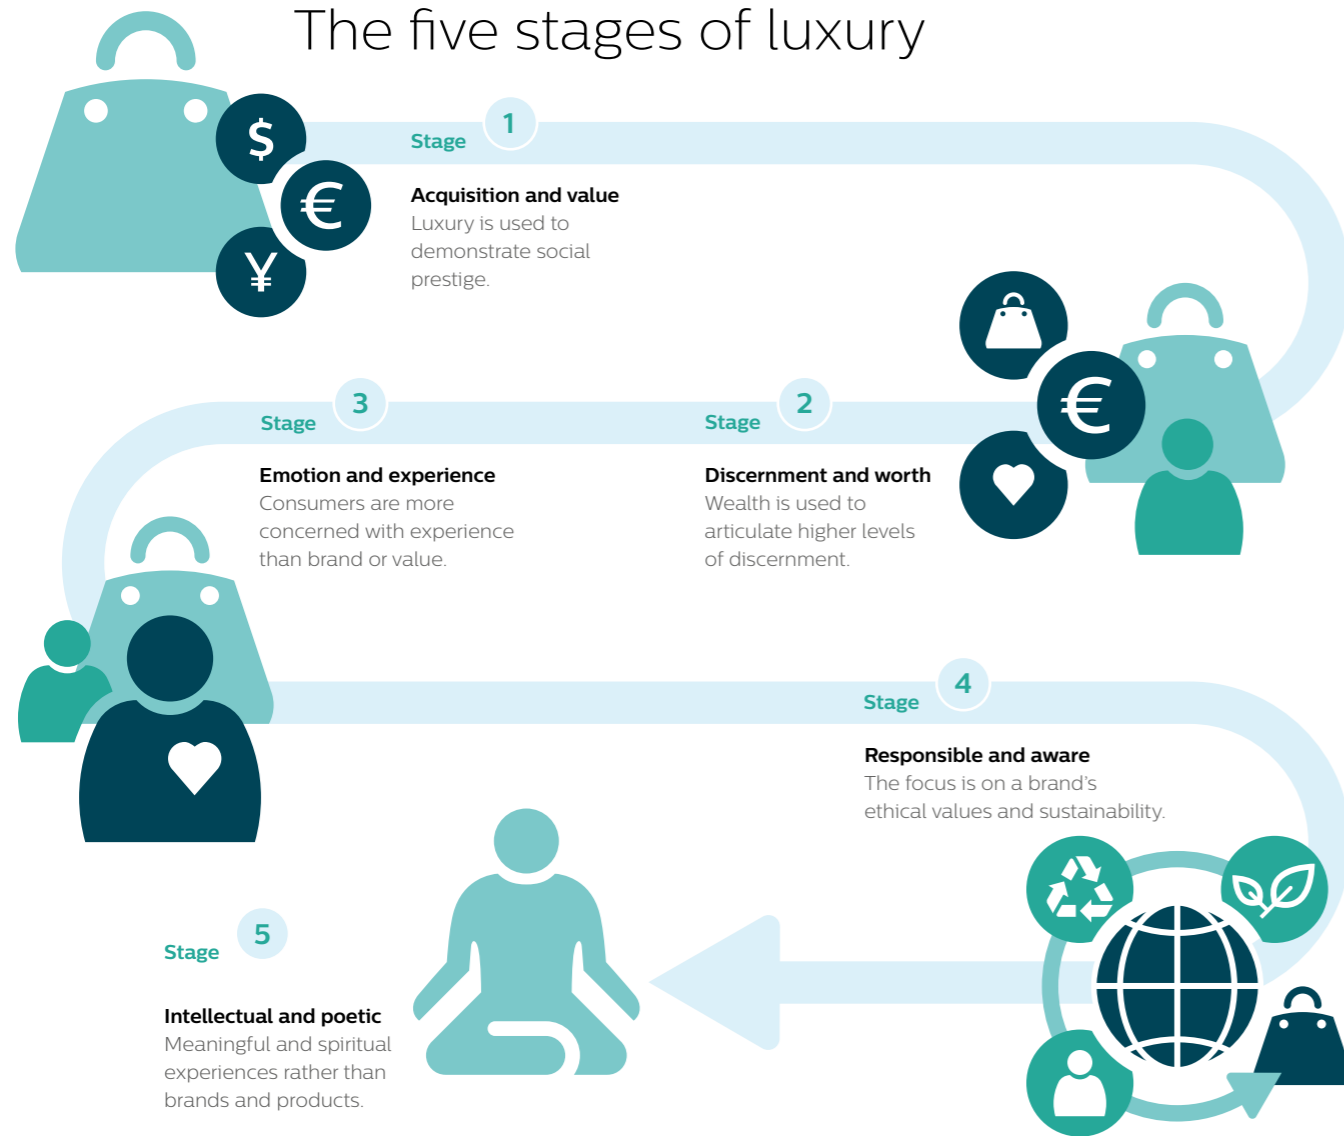 The five stages of luxury
$
€
¥
Stage 1
Acquisition and value
Luxury is used to
demonstrate social
prestige.
€
Stage 2
Discernment and worth
Wealth is used to
articulate higher levels
of discernment.
Stage 3
Emotion and experience
Consumers are more
concerned with experience
than brand or value.
Stage 4
Responsible and aware
The focus is on a brand's
ethical values and sustainability.
Stage 5
Intellectual and poetic
Meaningful and spiritual
experiences rather than
brands and products.